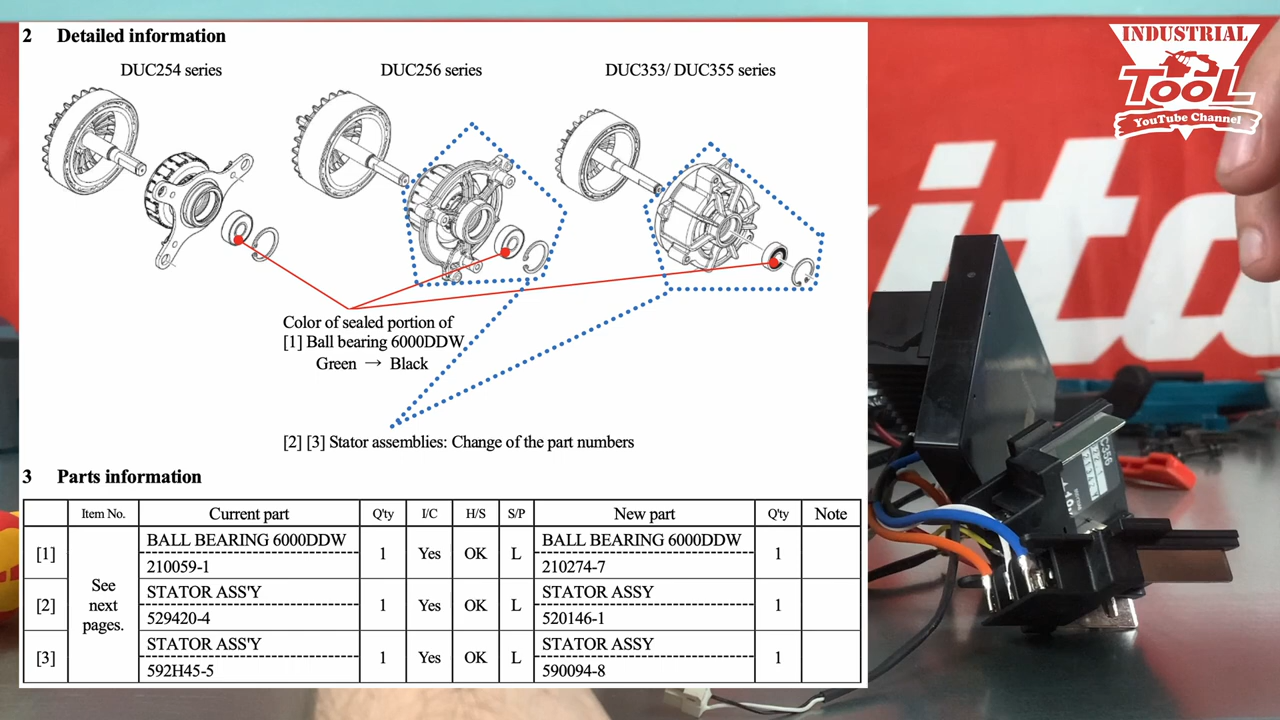 2 Detailed information
DUC254 series
DUC256 series
DUC353/ DUC355 series
Color of sealed portion of
[1] Ball bearing 6000DDW
Green → Black
[2] [3] Stator assemblies: Change of the part numbers
3 Parts information
Item No. Current part Q'ty I/C H/S S/P New part Q'ty Note
[1] BALL BEARING 6000DDW 1 Yes OK L BALL BEARING 6000DDW 1
210059-1 210274-7
See next pages.
[2] STATOR ASS'Y 1 Yes OK L STATOR ASSY 1
529420-4 520146-1
[3] STATOR ASS'Y 1 Yes OK L STATOR ASSY 1
592H45-5 590094-8
INDUSTRIAL
TOOL
YouTube Channel